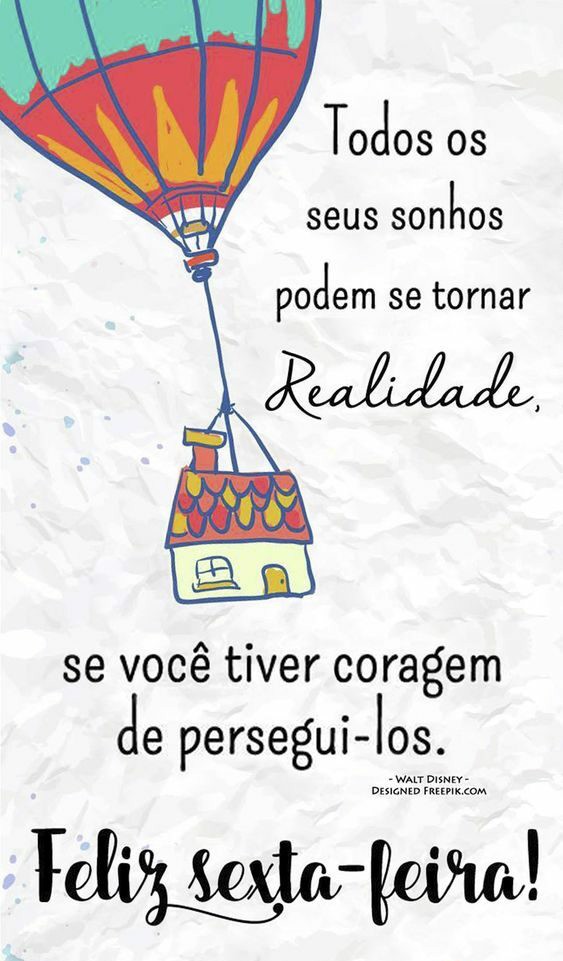 Todos os
seus sonhos
podem se tornar
Realidade,
se você tiver coragem
de persegui-los.
- WALT DISNEY -
DESIGNED FREEPIK.COM
Feliz sexta-feira!